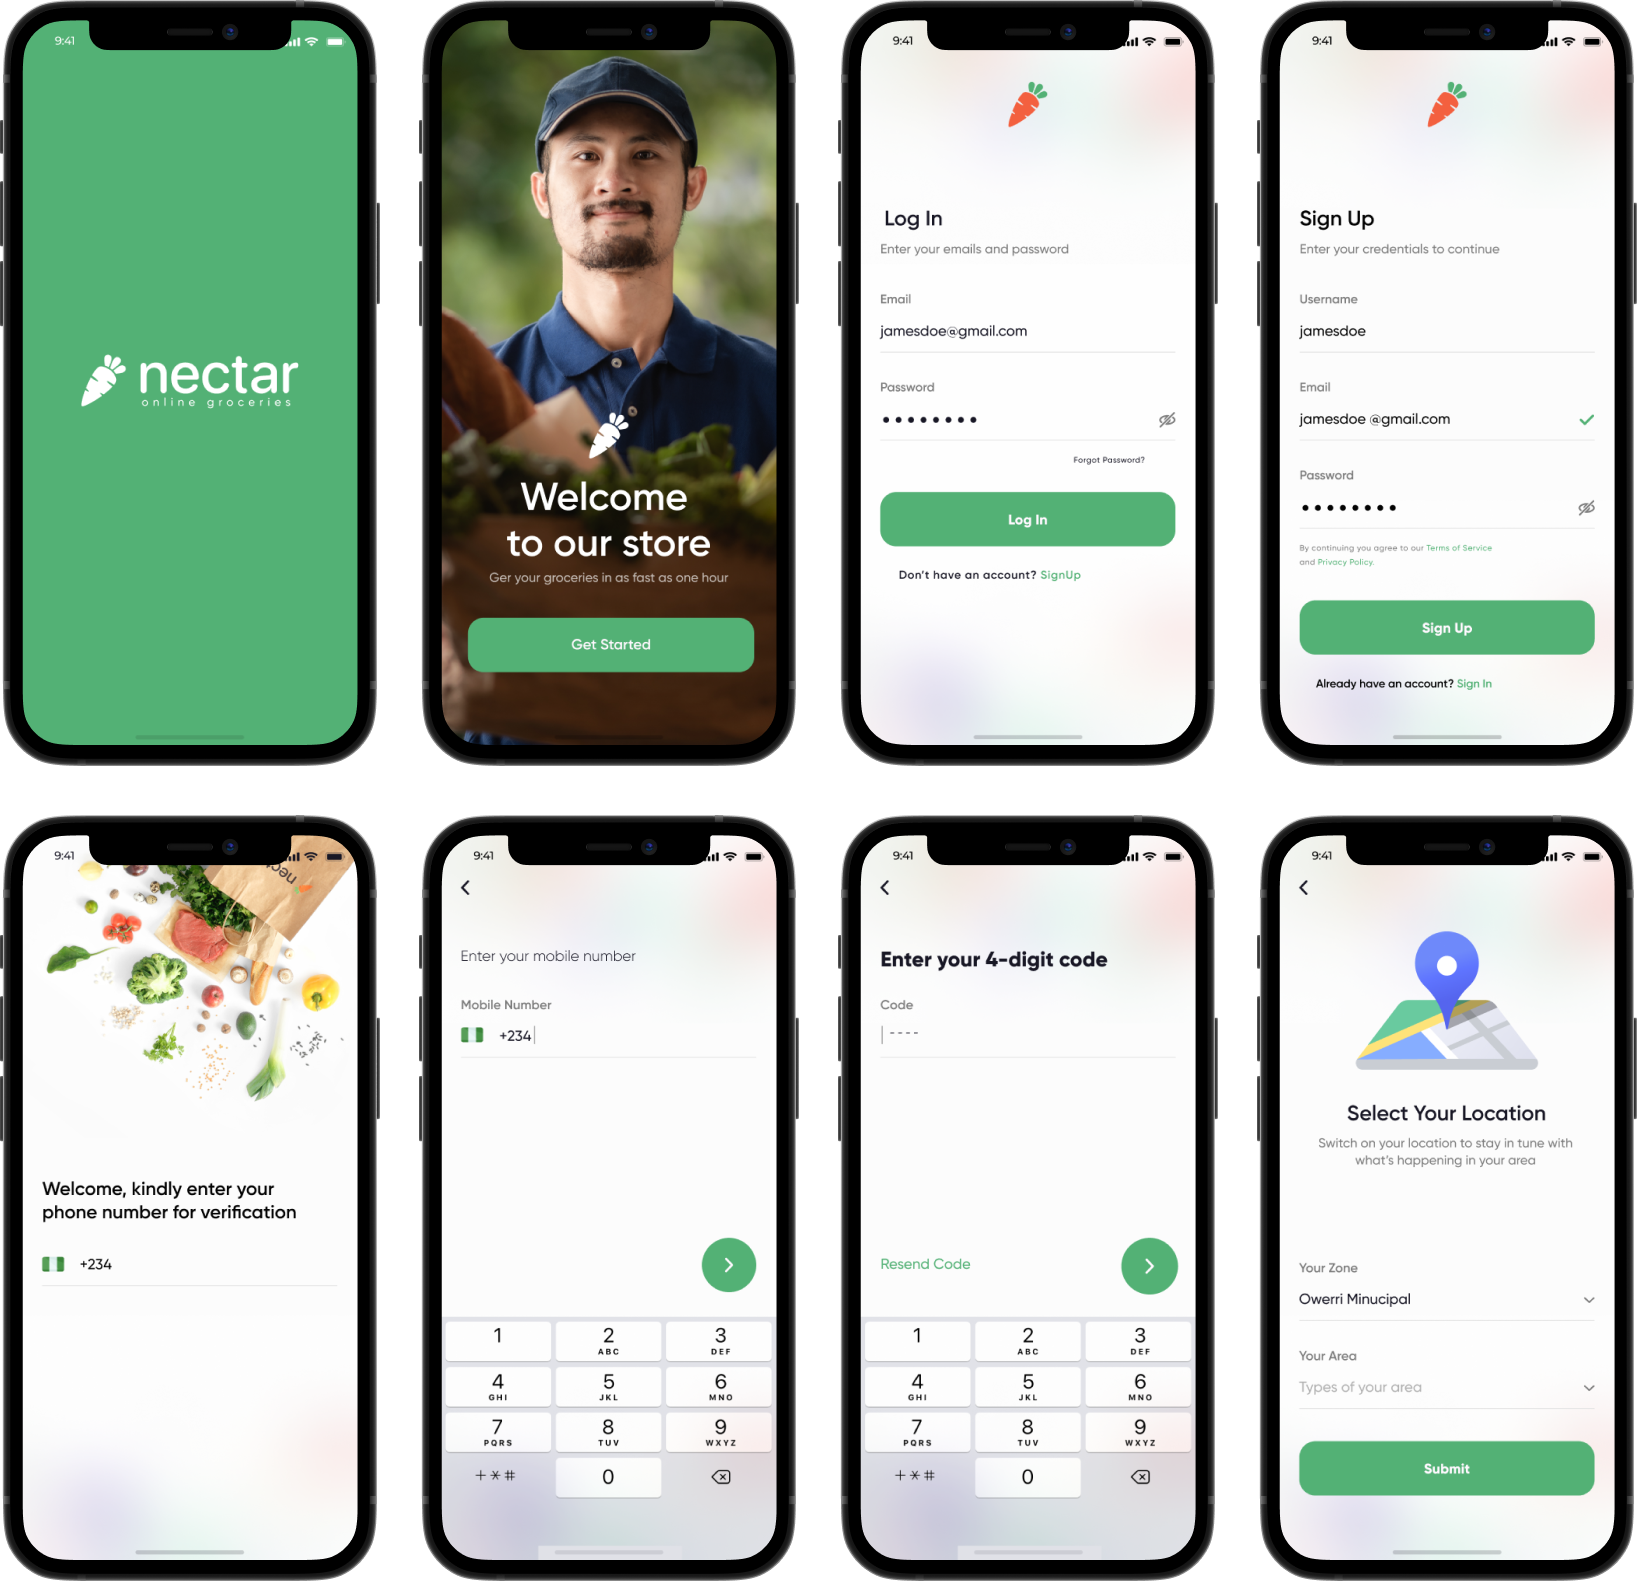 9:41
nectar
online groceries
9:41
Welcome
to our store
Ger your groceries in as fast as one hour
Get Started
9:41
Log In
Enter your emails and password
Email
jamesdoe@gmail.com
Password
Forgot Password?
Log In
Don't have an account? SignUp
9:41
Sign Up
Enter your credentials to continue
Username
jamesdoe
Email
jamesdoe @gmail.com
Password
By continuing you agree to our Terms of Service
and Privacy Policy.
Sign Up
Already have an account? Sign In
9:41
nect
Welcome, kindly enter your
phone number for verification
+234
9:41
Enter your mobile number
Mobile Number
+234
1 2 3
ABC DEF
4 5 6
GHI JKL MNO
7 8 9
PQRS TUV WXYZ
+*# 0
9:41
Enter your 4-digit code
Code
----
Resend Code
1 2 3
ABC DEF
4 5 6
GHI JKL MNO
7 8 9
PQRS TUV WXYZ
+*# 0
9:41
Select Your Location
Switch on your location to stay in tune with
what's happening in your area
Your Zone
Owerri Minucipal
Your Area
Types of your area
Submit